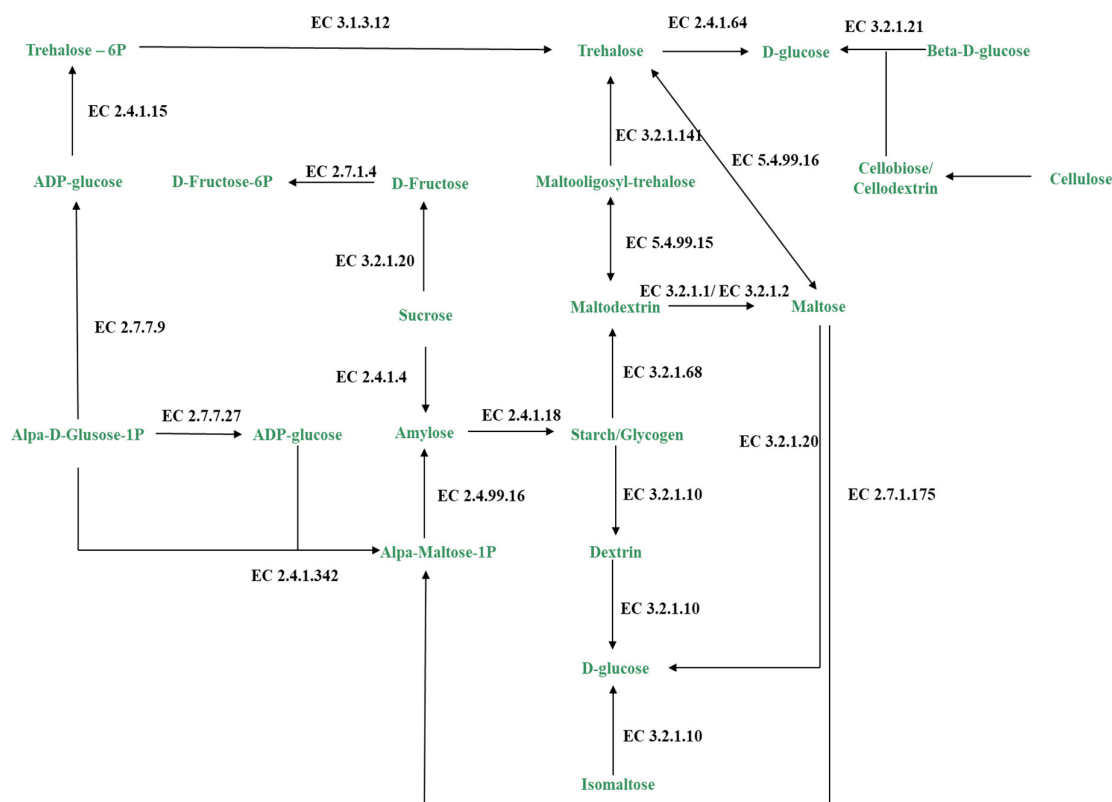 EC 3.1.3.12
EC 2.4.1.64
EC 3.2.1.21
Trehalose – 6P
Trehalose
D-glucose
Beta-D-glucose
EC 2.4.1.15
EC 3.2.1.141
EC 5.4.99.16
ADP-glucose
D-Fructose-6P
EC 2.7.1.4
D-Fructose
Maltooligosyl-trehalose
Cellobiose/
Cellodextrin
Cellulose
EC 3.2.1.20
EC 5.4.99.15
EC 3.2.1.1/ EC 3.2.1.2
Sucrose
Maltodextrin
Maltose
EC 2.7.7.9
EC 2.4.1.4
EC 3.2.1.68
EC 2.7.7.27
EC 2.4.1.18
Alpa-D-Glusose-1P
ADP-glucose
Amylose
Starch/Glycogen
EC 3.2.1.20
EC 2.4.99.16
EC 3.2.1.10
EC 2.7.1.175
Alpa-Maltose-1P
Dextrin
EC 2.4.1.342
EC 3.2.1.10
D-glucose
EC 3.2.1.10
Isomaltose